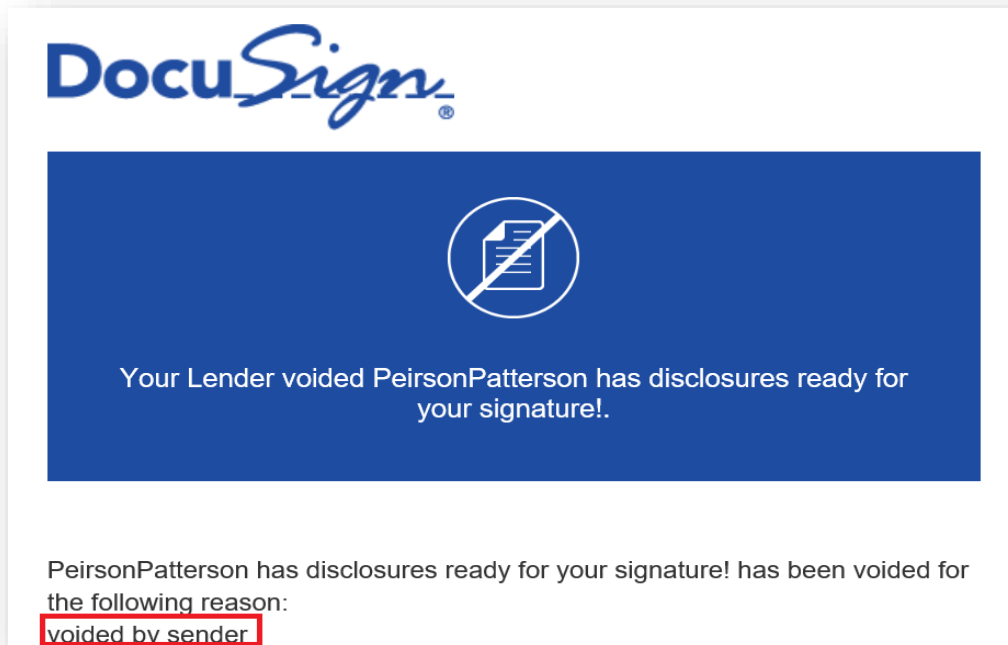 DocuSign®
Your Lender voided PeirsonPatterson has disclosures ready for
your signature!.
PeirsonPatterson has disclosures ready for your signature! has been voided for
the following reason:
voided by sender